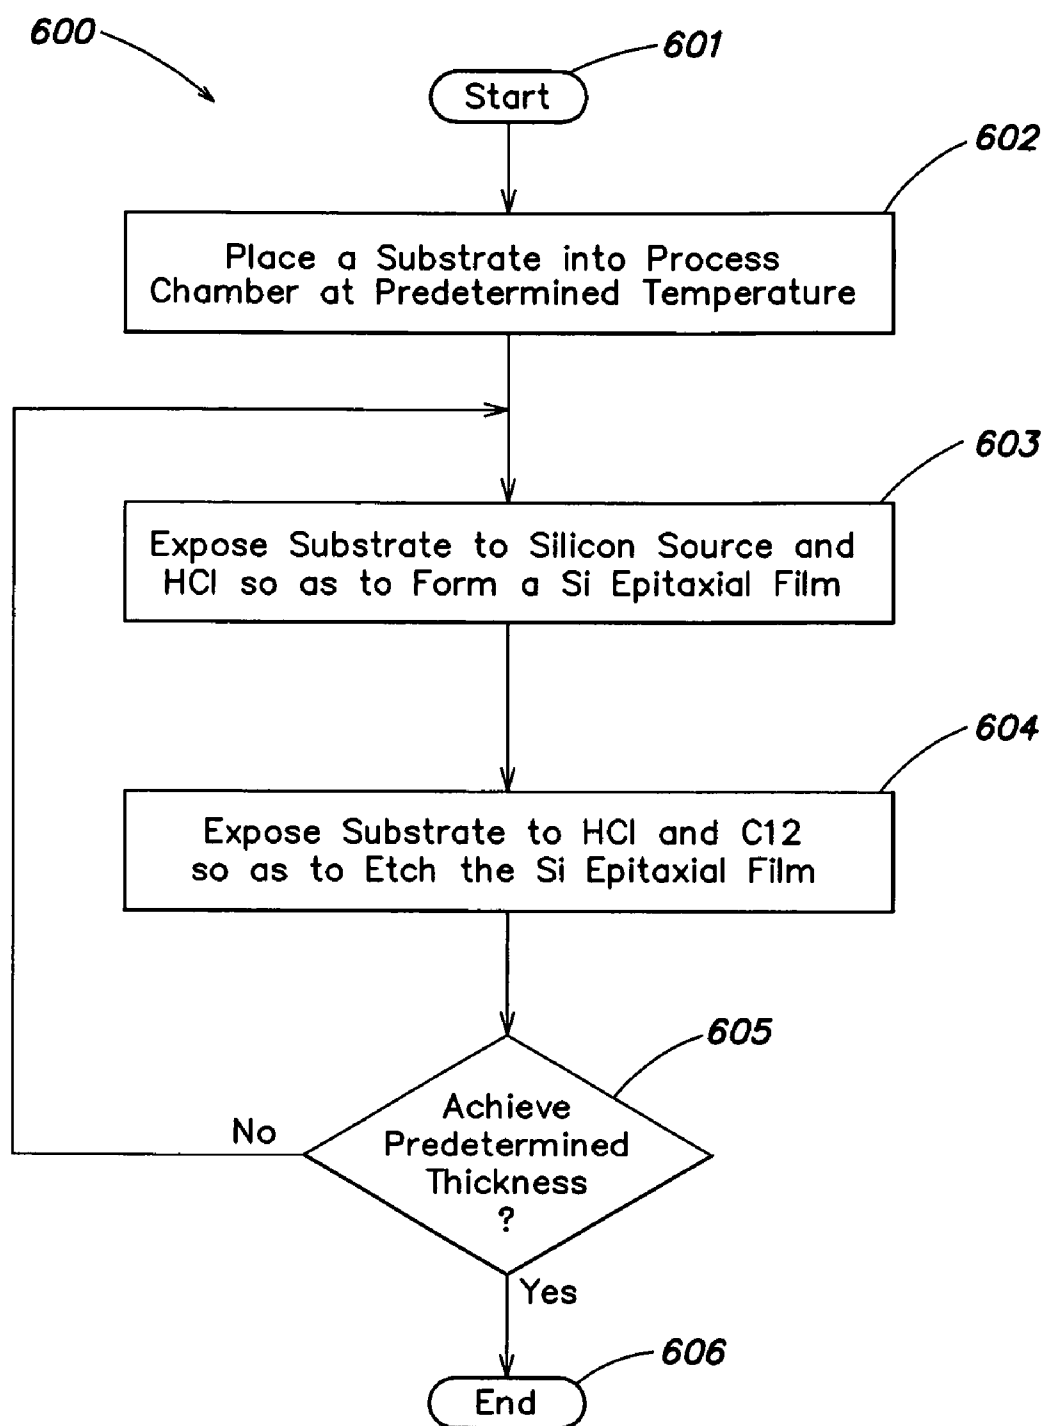 600
601
Start
602
Place a Substrate into Process
Chamber at Predetermined Temperature
603
Expose Substrate to Silicon Source and
HCl so as to Form a Si Epitaxial Film
604
Expose Substrate to HCl and C12
so as to Etch the Si Epitaxial Film
605
Achieve
Predetermined
Thickness
?
No
Yes
606
End